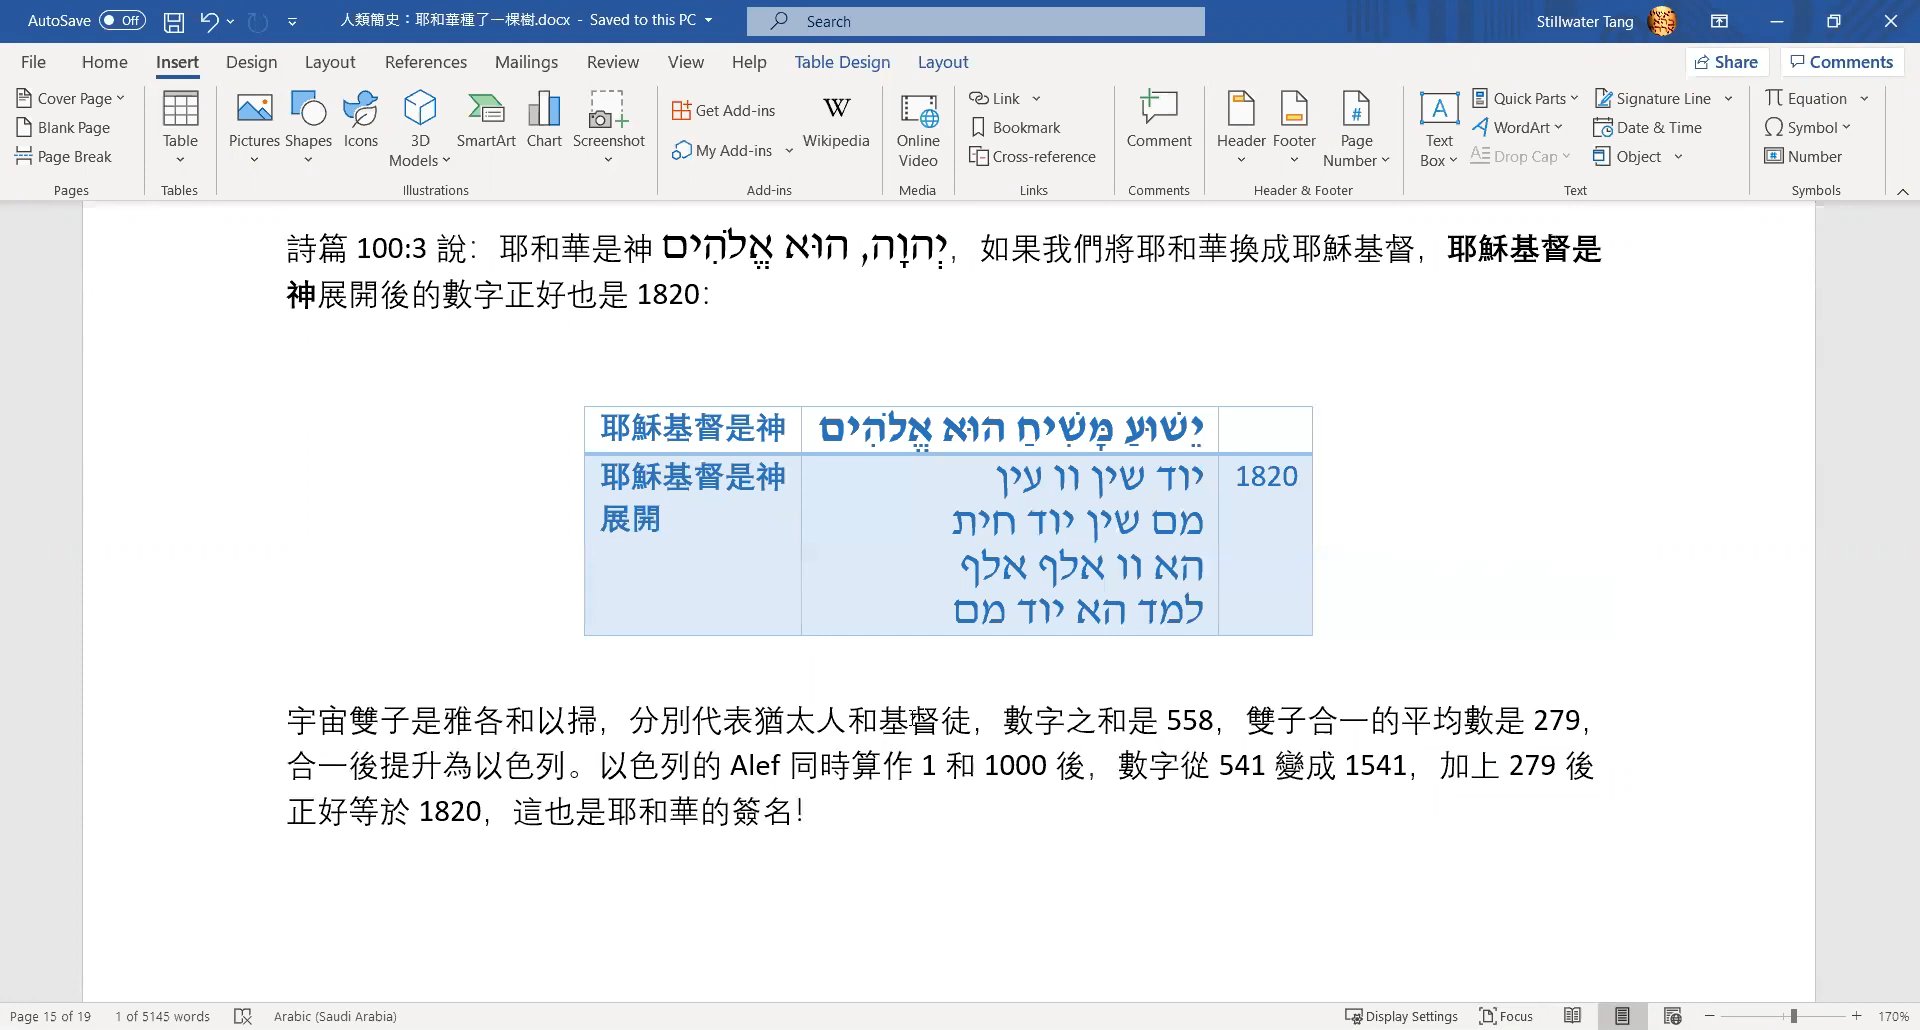 AutoSave Off 人類簡史：耶和華種了一棵樹.docx - Saved to this PC Search Stillwater Tang
File Home Insert Design Layout References Mailings Review View Help Table Design Layout Share Comments
Cover Page
Blank Page
Page Break
Pages
Table
Tables
Pictures Shapes Icons 3D Models SmartArt Chart Screenshot
Illustrations
Get Add-ins
My Add-ins
W
Wikipedia
Add-ins
Online Video
Media
Link
Bookmark
Cross-reference
Links
Comment
Comments
Header Footer Page Number
Header & Footer
Text Box
Quick Parts
WordArt
Drop Cap
Signature Line
Date & Time
Object
Text
Equation
Symbol
Number
Symbols
詩篇 100:3 說：耶和華是神 יְהוָה, הוּא אֱלֹהִים，如果我們將耶和華換成耶穌基督，耶穌基督是
神展開後的數字正好也是 1820：
耶穌基督是神 יֵשׁוּעַ מָּשִׁיחַ הוּא אֱלֹהִים
耶穌基督是神 יוד שין וו עין 1820
展開 מם שין יוד חית
הא וו אלף אלף
למד הא יוד מם
宇宙雙子是雅各和以掃，分別代表猶太人和基督徒，數字之和是 558，雙子合一的平均數是 279，
合一後提升為以色列。以色列的 Alef 同時算作 1 和 1000 後，數字從 541 變成 1541，加上 279 後
正好等於 1820，這也是耶和華的簽名！
Page 15 of 19 1 of 5145 words Arabic (Saudi Arabia) Display Settings Focus 170%